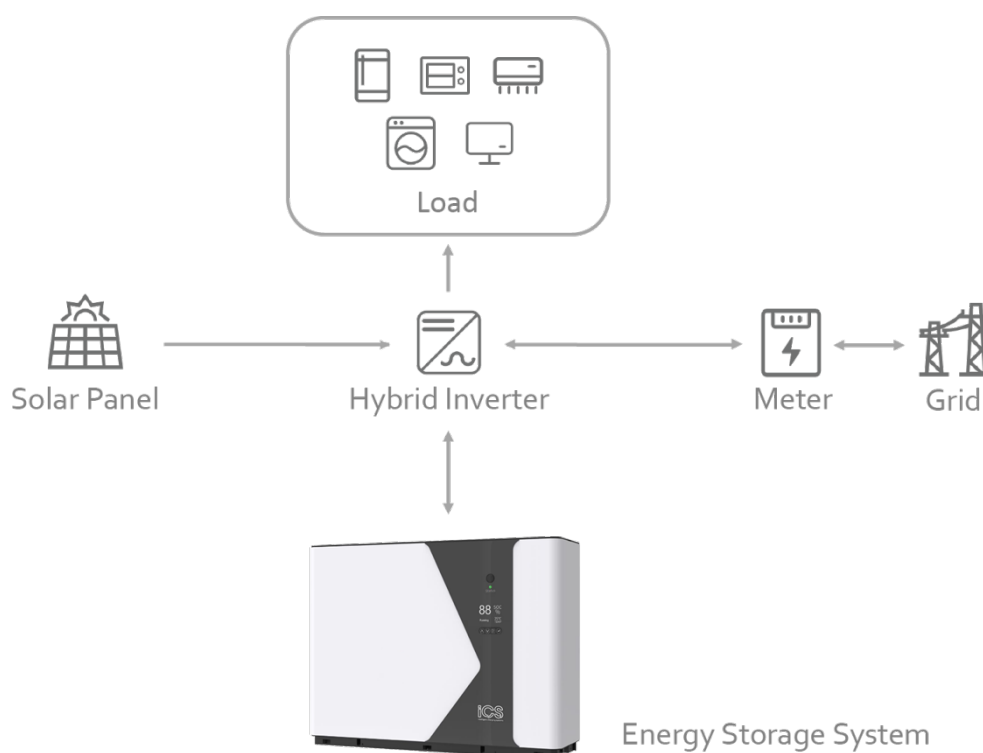 Load
Solar Panel
Hybrid Inverter
Meter
Grid
88
iCS
Energy Storage System